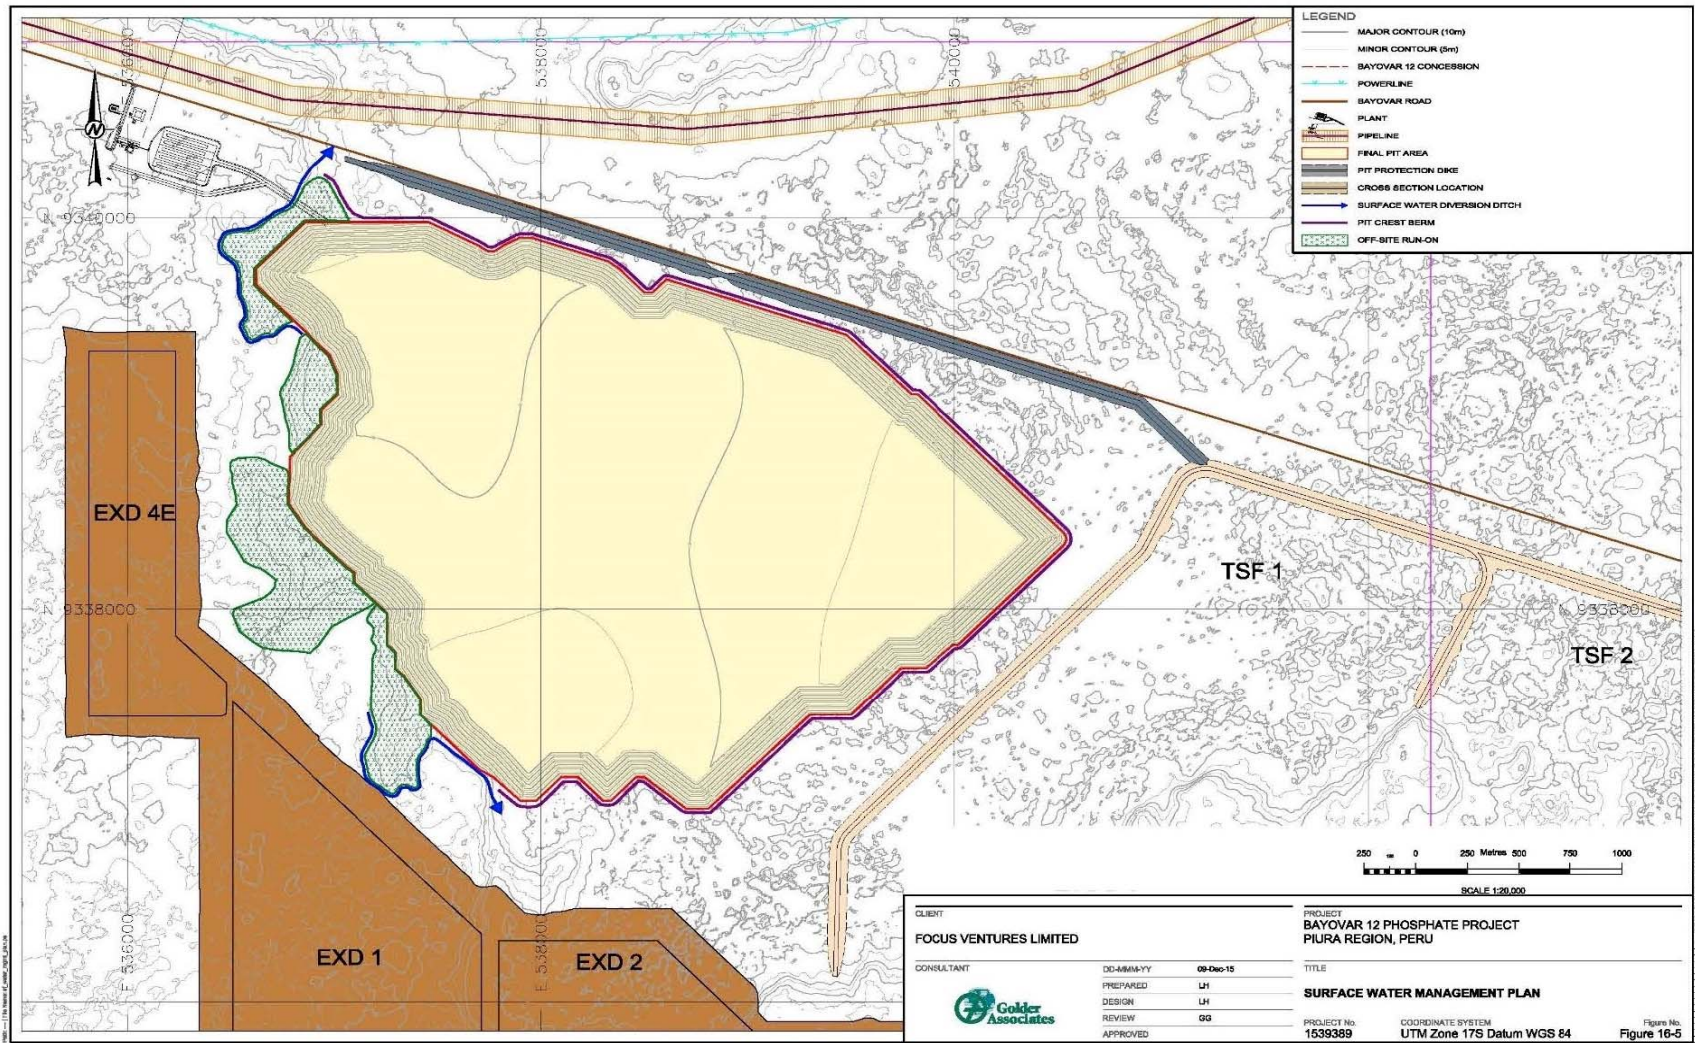 LEGEND
MAJOR CONTOUR (10m)
MINOR CONTOUR (5m)
BAYOVAR 12 CONCESSION
POWERLINE
BAYOVAR ROAD
PLANT
PIPELINE
FINAL PIT AREA
PIT PROTECTION DIKE
CROSS SECTION LOCATION
SURFACE WATER DIVERSION DITCH
PIT CREST BERM
OFF-SITE RUN-ON
E 536000
E 538000
540000
N
N 9340000
EXD 4E
TSF 1
N 9338000
N 9338000
TSF 2
250 0 250 Metres 500 750 1000
SCALE 1:20,000
E 536000
E 538000
EXD 1
EXD 2
CLIENT
FOCUS VENTURES LIMITED
PROJECT
BAYOVAR 12 PHOSPHATE PROJECT
PIURA REGION, PERU
CONSULTANT
Golder
Associates
DD-MMM-YY 09-Dec-15
PREPARED LH
DESIGN LH
REVIEW GG
APPROVED
TITLE
SURFACE WATER MANAGEMENT PLAN
PROJECT No. COORDINATE SYSTEM Figure No.
1539389 UTM Zone 17S Datum WGS 84 Figure 16-5